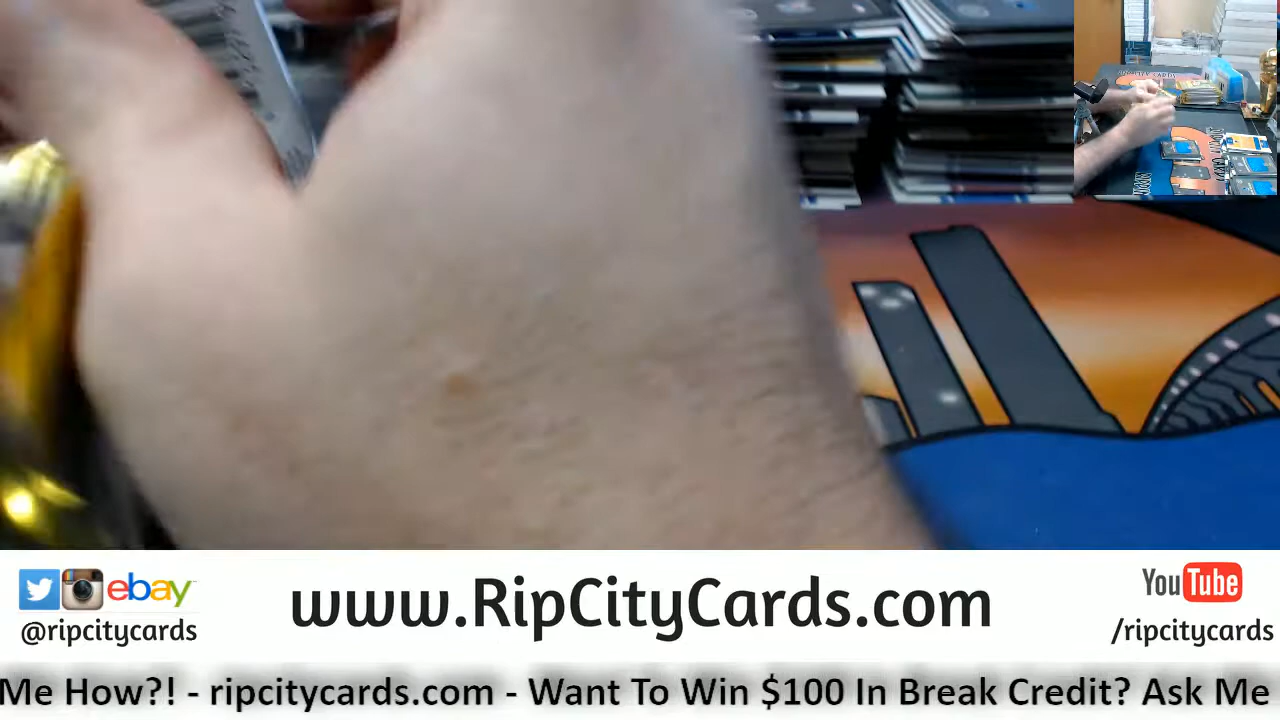 www.RipCityCards.com
ebay
@ripcitycards
YouTube
/ripcitycards
Me How?! - ripcitycards.com - Want To Win $100 In Break Credit? Ask Me